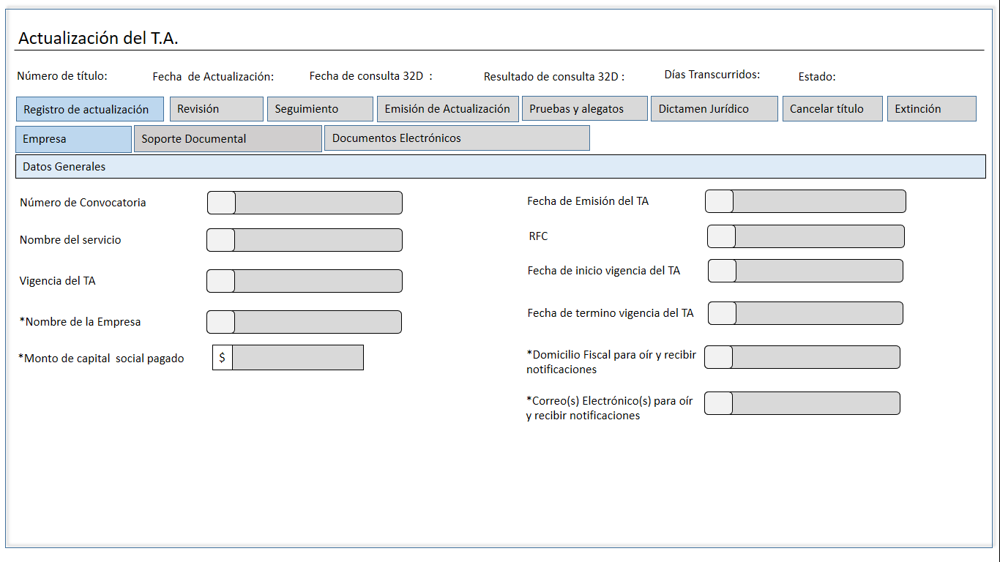 Actualización del T.A.
Número de título: Fecha de Actualización: Fecha de consulta 32D : Resultado de consulta 32D : Días Transcurridos: Estado:
Registro de actualización Revisión Seguimiento Emisión de Actualización Pruebas y alegatos Dictamen Jurídico Cancelar título Extinción
Empresa Soporte Documental Documentos Electrónicos
Datos Generales
Número de Convocatoria
Nombre del servicio
Vigencia del TA
*Nombre de la Empresa
*Monto de capital social pagado $
Fecha de Emisión del TA
RFC
Fecha de inicio vigencia del TA
Fecha de termino vigencia del TA
*Domicilio Fiscal para oír y recibir
notificaciones
*Correo(s) Electrónico(s) para oír
y recibir notificaciones